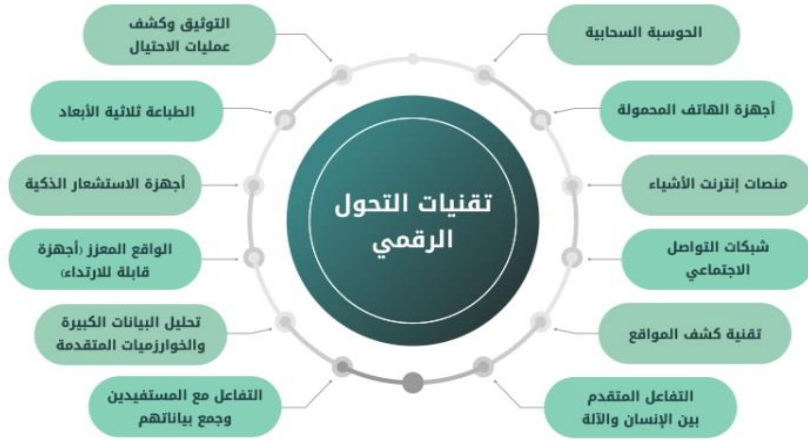 تقنيات التحول
الرقمي
الحوسبة السحابية
أجهزة الهاتف المحمولة
منصات إنترنت الأشياء
شبكات التواصل
الاجتماعي
تقنية كشف المواقع
التفاعل المتقدم
بين الإنسان والآلة
التوثيق وكشف
عمليات الاحتيال
الطباعة ثلاثية الأبعاد
أجهزة الاستشعار الذكية
الواقع المعزز (أجهزة
قابلة للارتداء)
تحليل البيانات الكبيرة
والخوارزميات المتقدمة
التفاعل مع المستفيدين
وجمع بياناتهم